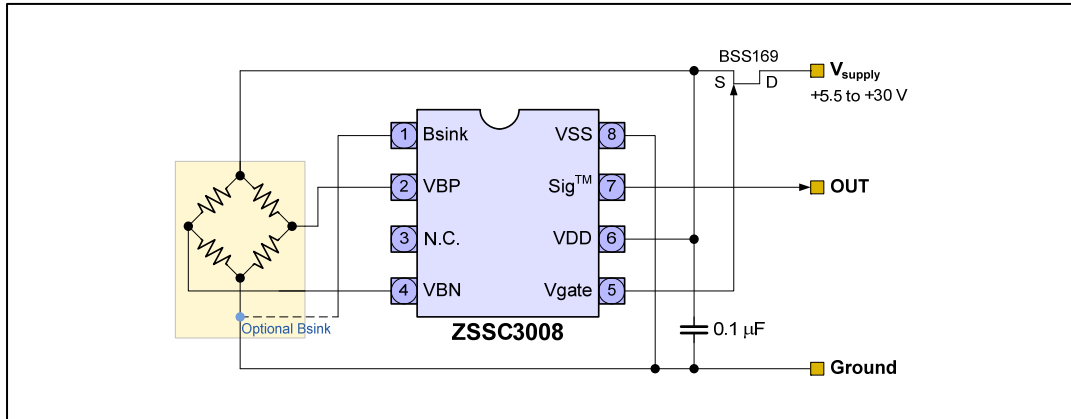 BSS169
S D
V supply
+5.5 to +30 V
1 Bsink VSS 8
2 VBP Sig™ 7 OUT
3 N.C. VDD 6
4 VBN Vgate 5
Optional Bsink
ZSSC3008
0.1 µF
Ground